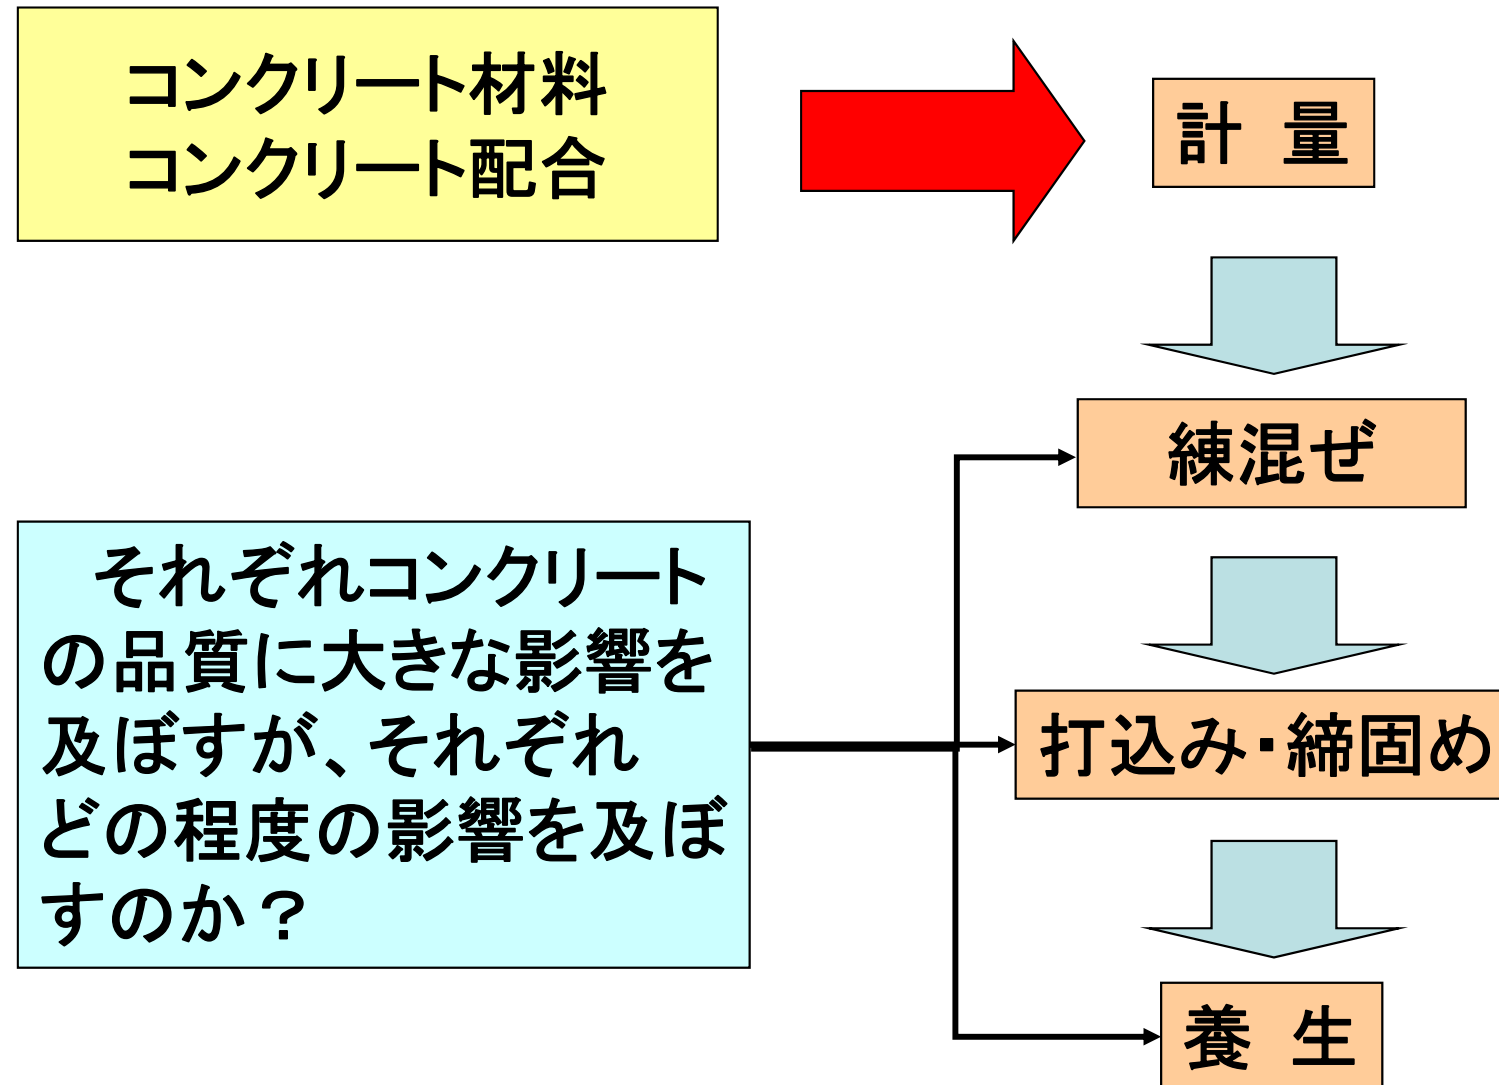 コンクリート材料
コンクリート配合
計 量
練混ぜ
それぞれコンクリート
の品質に大きな影響を
及ぼすが、それぞれ
どの程度の影響を及ぼ
すのか？
打込み・締固め
養 生